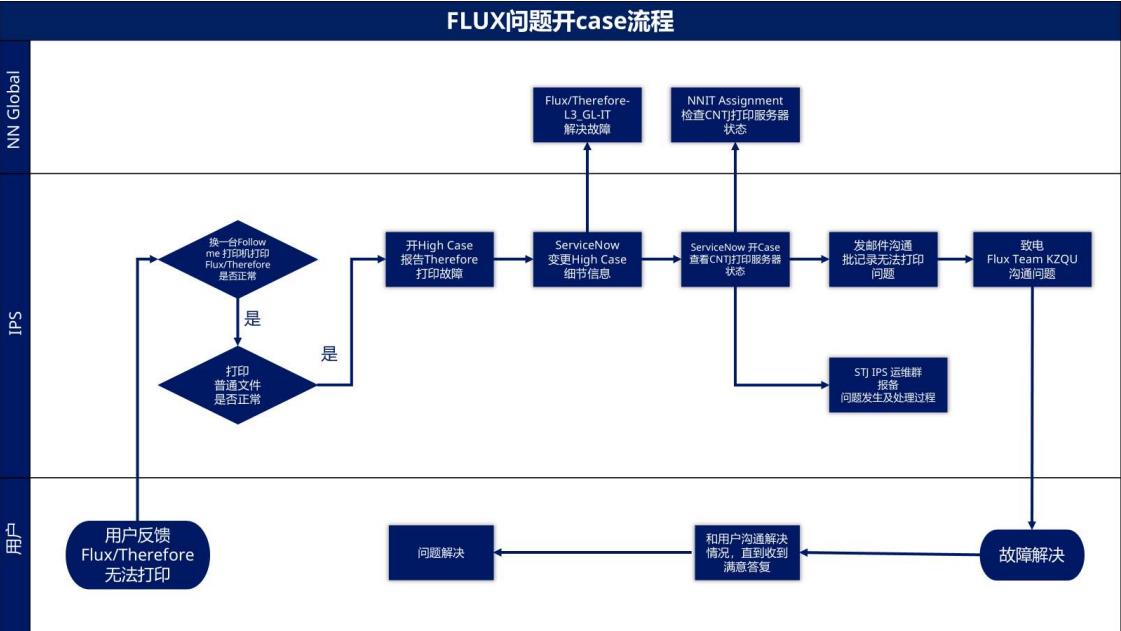 FLUX问题开case流程
NN Global
Flux/Therefore-
L3_GL-IT
解决故障
NNIT Assignment
检查CNTJ打印服务器
状态
IPS
换一台Follow
me 打印机打印
Flux/Therefore
是否正常
是
打印
普通文件
是否正常
是
开High Case
报告Therefore
打印故障
ServiceNow
变更High Case
细节信息
ServiceNow 开Case
查看CNTJ打印服务器
状态
发邮件沟通
批记录无法打印
问题
致电
Flux Team KZQU
沟通问题
STJ IPS 运维群
报备
问题发生及处理过程
用户
用户反馈
Flux/Therefore
无法打印
问题解决
和用户沟通解决
情况，直到收到
满意答复
故障解决